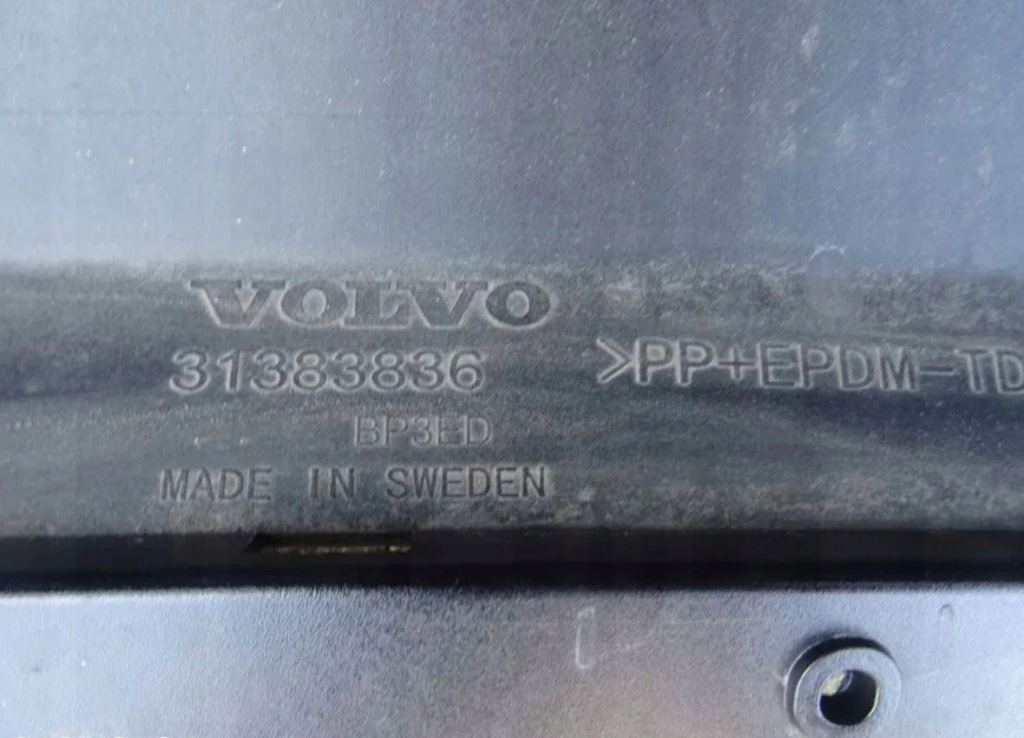 VOLVO
31383836
>PP+EPDM-TD
BP3ED
MADE IN SWEDEN